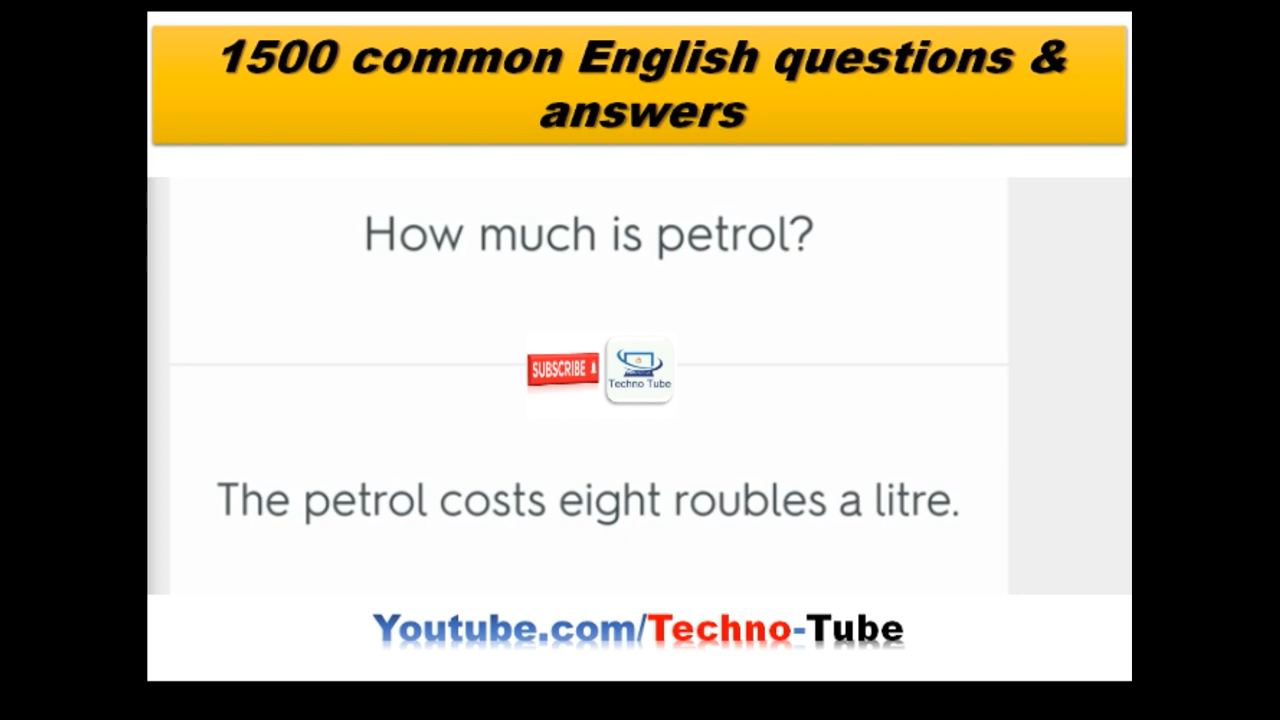 1500 common English questions &
answers
How much is petrol?
SUBSCRIBE
Techno Tube
The petrol costs eight roubles a litre.
Youtube.com/Techno-Tube